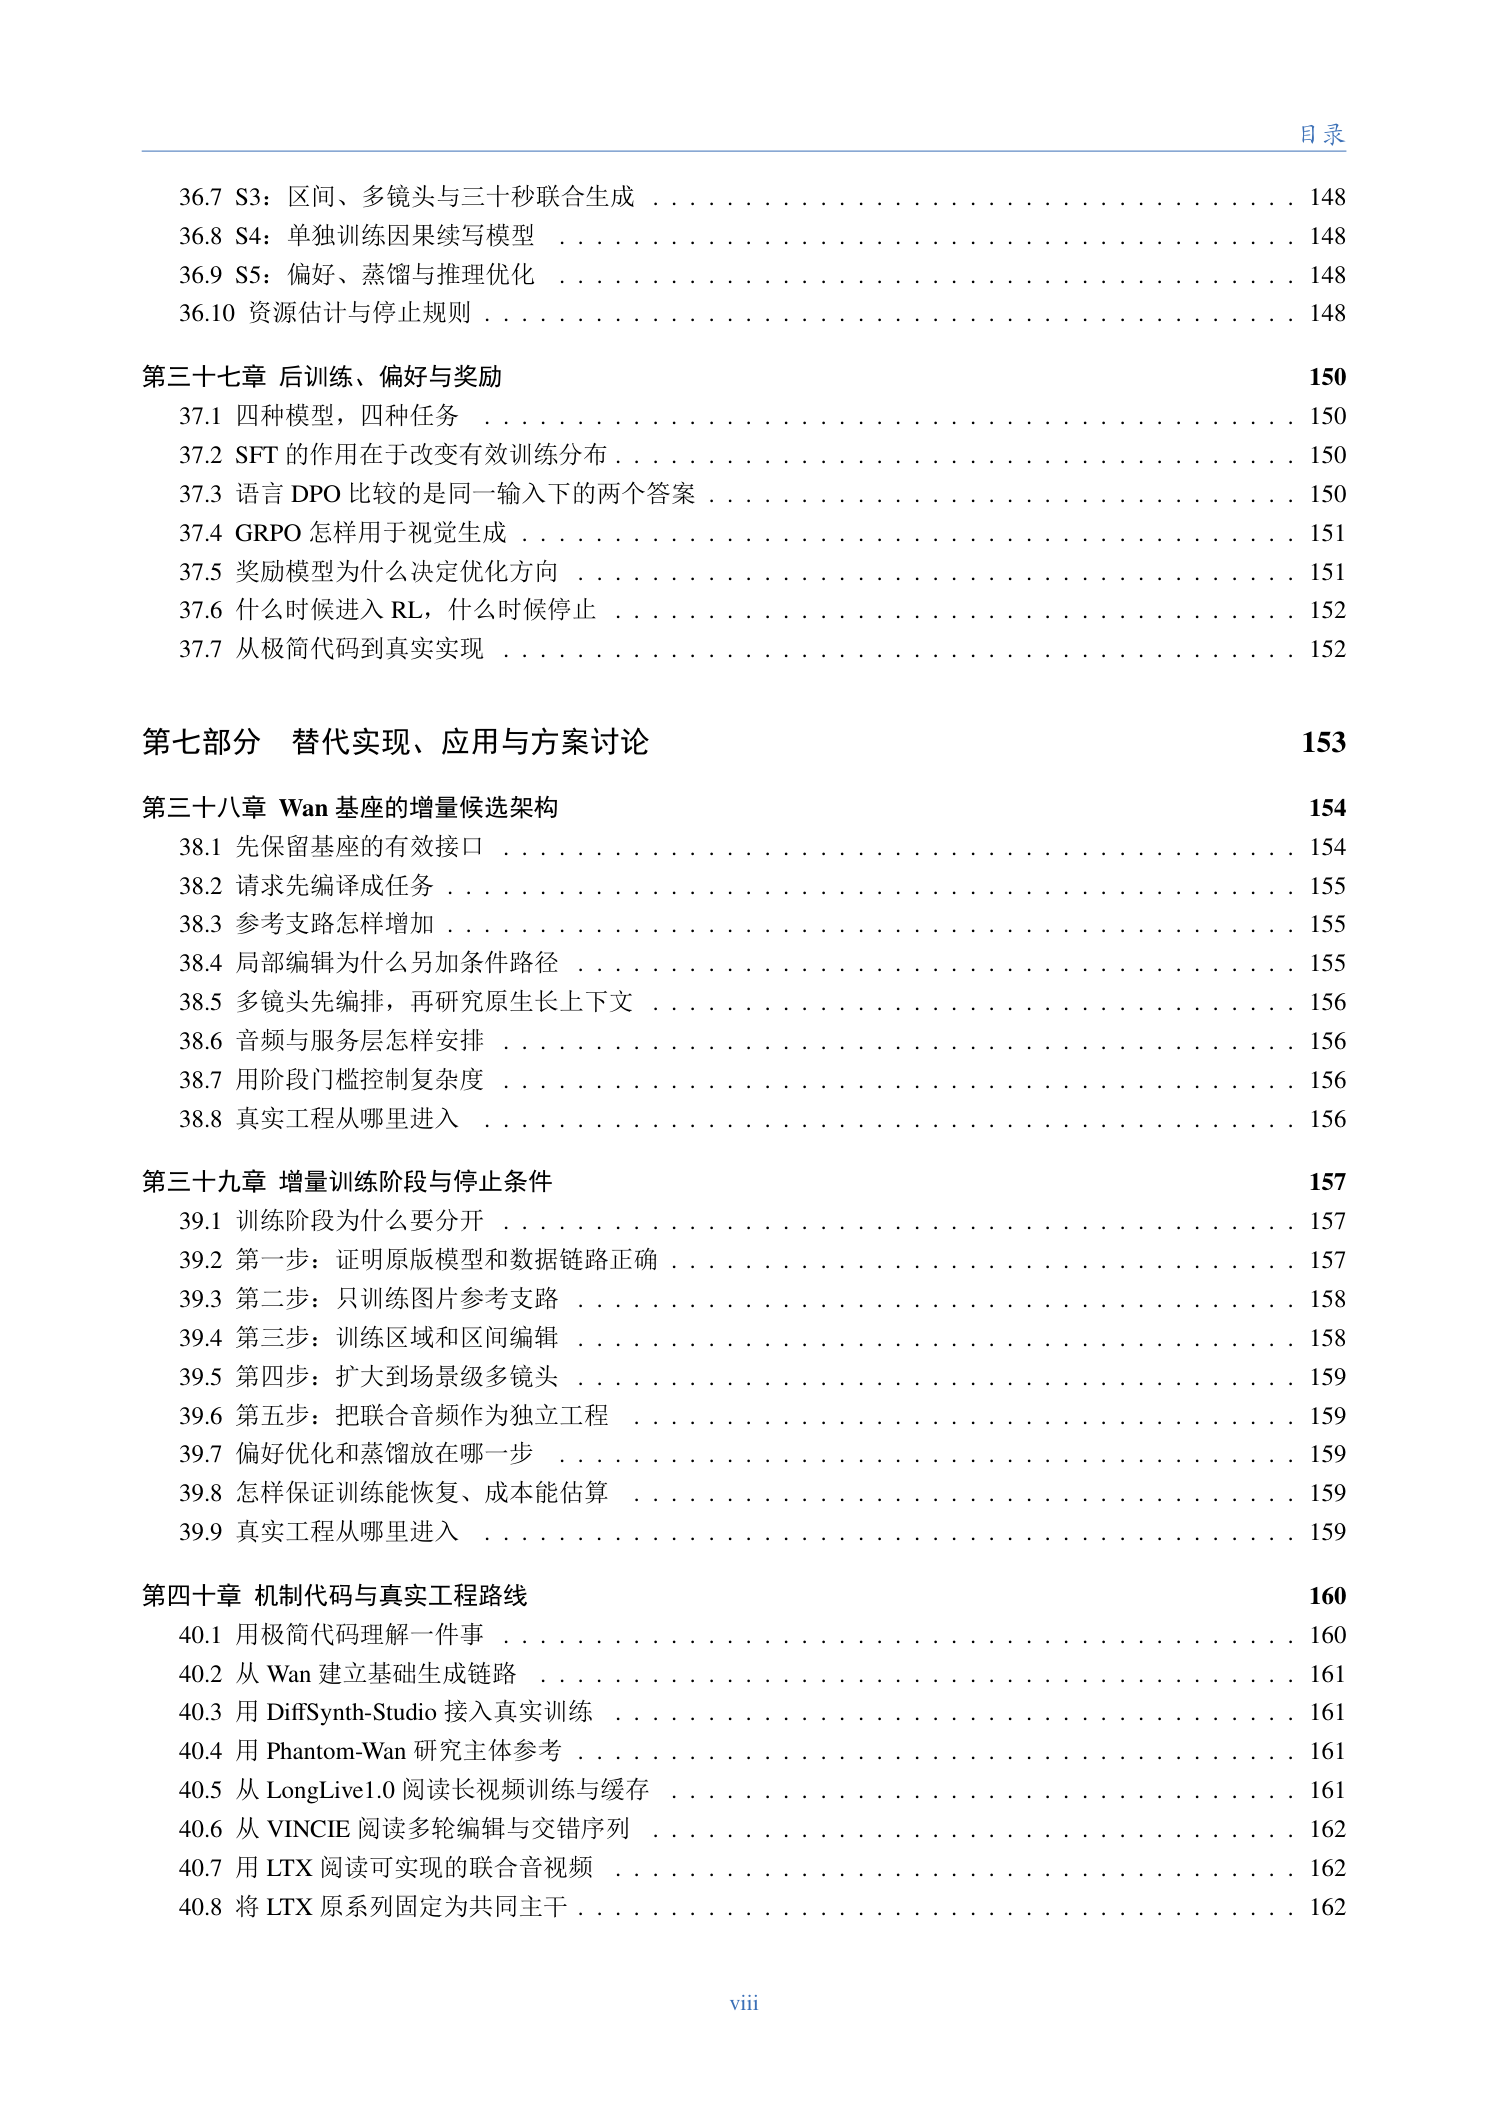 目录
36.7 S3：区间、多镜头与三十秒联合生成 . . . . . . . . . . . . . . . . . . . . . . . . . . . . . . . . . . . 148
36.8 S4：单独训练因果续写模型 . . . . . . . . . . . . . . . . . . . . . . . . . . . . . . . . . . . . . . . . 148
36.9 S5：偏好、蒸馏与推理优化 . . . . . . . . . . . . . . . . . . . . . . . . . . . . . . . . . . . . . . . . 148
36.10 资源估计与停止规则 . . . . . . . . . . . . . . . . . . . . . . . . . . . . . . . . . . . . . . . . . . . . 148
第三十七章 后训练、偏好与奖励 150
37.1 四种模型，四种任务 . . . . . . . . . . . . . . . . . . . . . . . . . . . . . . . . . . . . . . . . . . . . 150
37.2 SFT 的作用在于改变有效训练分布 . . . . . . . . . . . . . . . . . . . . . . . . . . . . . . . . . . . . . 150
37.3 语言 DPO 比较的是同一输入下的两个答案 . . . . . . . . . . . . . . . . . . . . . . . . . . . . . . . . 150
37.4 GRPO 怎样用于视觉生成 . . . . . . . . . . . . . . . . . . . . . . . . . . . . . . . . . . . . . . . . . . 151
37.5 奖励模型为什么决定优化方向 . . . . . . . . . . . . . . . . . . . . . . . . . . . . . . . . . . . . . . . 151
37.6 什么时候进入 RL，什么时候停止 . . . . . . . . . . . . . . . . . . . . . . . . . . . . . . . . . . . . . 152
37.7 从极简代码到真实实现 . . . . . . . . . . . . . . . . . . . . . . . . . . . . . . . . . . . . . . . . . . . 152
第七部分 替代实现、应用与方案讨论 153
第三十八章 Wan 基座的增量候选架构 154
38.1 先保留基座的有效接口 . . . . . . . . . . . . . . . . . . . . . . . . . . . . . . . . . . . . . . . . . . . 154
38.2 请求先编译成任务 . . . . . . . . . . . . . . . . . . . . . . . . . . . . . . . . . . . . . . . . . . . . . . 155
38.3 参考支路怎样增加 . . . . . . . . . . . . . . . . . . . . . . . . . . . . . . . . . . . . . . . . . . . . . . 155
38.4 局部编辑为什么另加条件路径 . . . . . . . . . . . . . . . . . . . . . . . . . . . . . . . . . . . . . . . 155
38.5 多镜头先编排，再研究原生长上下文 . . . . . . . . . . . . . . . . . . . . . . . . . . . . . . . . . . . 156
38.6 音频与服务层怎样安排 . . . . . . . . . . . . . . . . . . . . . . . . . . . . . . . . . . . . . . . . . . . 156
38.7 用阶段门槛控制复杂度 . . . . . . . . . . . . . . . . . . . . . . . . . . . . . . . . . . . . . . . . . . . 156
38.8 真实工程从哪里进入 . . . . . . . . . . . . . . . . . . . . . . . . . . . . . . . . . . . . . . . . . . . . 156
第三十九章 增量训练阶段与停止条件 157
39.1 训练阶段为什么要分开 . . . . . . . . . . . . . . . . . . . . . . . . . . . . . . . . . . . . . . . . . . . 157
39.2 第一步：证明原版模型和数据链路正确 . . . . . . . . . . . . . . . . . . . . . . . . . . . . . . . . . . 157
39.3 第二步：只训练图片参考支路 . . . . . . . . . . . . . . . . . . . . . . . . . . . . . . . . . . . . . . . 158
39.4 第三步：训练区域和区间编辑 . . . . . . . . . . . . . . . . . . . . . . . . . . . . . . . . . . . . . . . 158
39.5 第四步：扩大到场景级多镜头 . . . . . . . . . . . . . . . . . . . . . . . . . . . . . . . . . . . . . . . 159
39.6 第五步：把联合音频作为独立工程 . . . . . . . . . . . . . . . . . . . . . . . . . . . . . . . . . . . . 159
39.7 偏好优化和蒸馏放在哪一步 . . . . . . . . . . . . . . . . . . . . . . . . . . . . . . . . . . . . . . . . 159
39.8 怎样保证训练能恢复、成本能估算 . . . . . . . . . . . . . . . . . . . . . . . . . . . . . . . . . . . . 159
39.9 真实工程从哪里进入 . . . . . . . . . . . . . . . . . . . . . . . . . . . . . . . . . . . . . . . . . . . . 159
第四十章 机制代码与真实工程路线 160
40.1 用极简代码理解一件事 . . . . . . . . . . . . . . . . . . . . . . . . . . . . . . . . . . . . . . . . . . . 160
40.2 从 Wan 建立基础生成链路 . . . . . . . . . . . . . . . . . . . . . . . . . . . . . . . . . . . . . . . . . 161
40.3 用 DiffSynth-Studio 接入真实训练 . . . . . . . . . . . . . . . . . . . . . . . . . . . . . . . . . . . . . 161
40.4 用 Phantom-Wan 研究主体参考 . . . . . . . . . . . . . . . . . . . . . . . . . . . . . . . . . . . . . . . 161
40.5 从 LongLive1.0 阅读长视频训练与缓存 . . . . . . . . . . . . . . . . . . . . . . . . . . . . . . . . . . 161
40.6 从 VINCIE 阅读多轮编辑与交错序列 . . . . . . . . . . . . . . . . . . . . . . . . . . . . . . . . . . . 162
40.7 用 LTX 阅读可实现的联合音视频 . . . . . . . . . . . . . . . . . . . . . . . . . . . . . . . . . . . . . 162
40.8 将 LTX 原系列固定为共同主干 . . . . . . . . . . . . . . . . . . . . . . . . . . . . . . . . . . . . . . . 162
viii